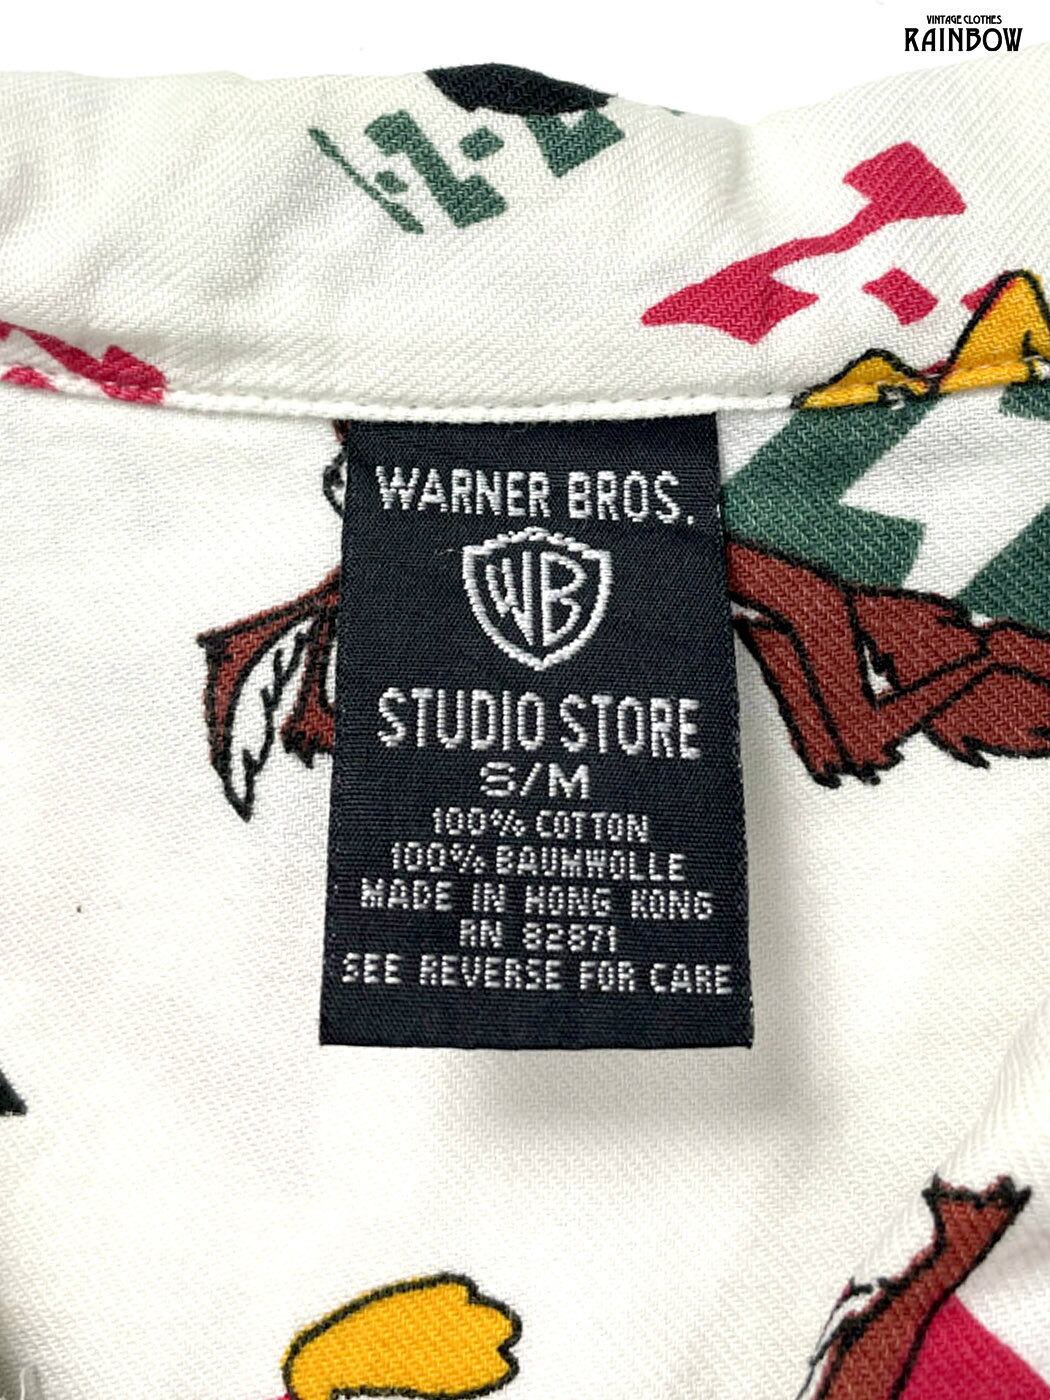 VINTAGE CLOTHES
RAINBOW
WARNER BROS.
WB
STUDIO STORE
S/M
100% COTTON
100% BAUMWOLLE
MADE IN HONG KONG
RN 82871
SEE REVERSE FOR CARE